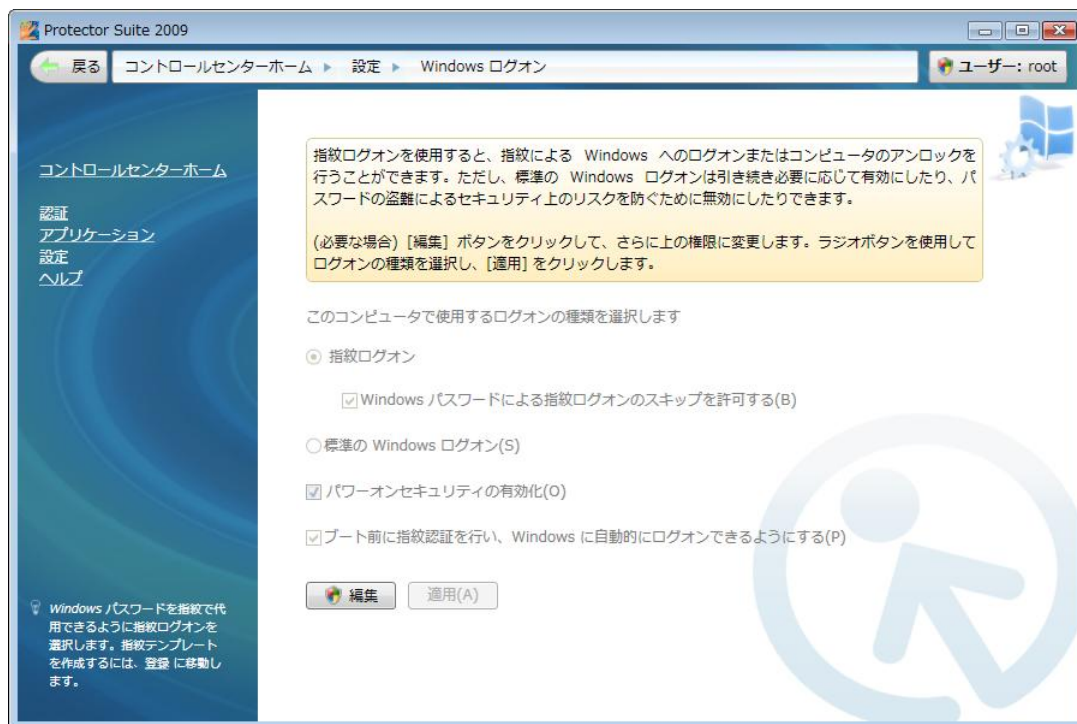 Protector Suite 2009
戻る コントロールセンターホーム ▶ 設定 ▶ Windows ログオン ユーザー: root
コントロールセンターホーム
認証
アプリケーション
設定
ヘルプ
指紋ログオンを使用すると、指紋による Windows へのログオンまたはコンピュータのアンロックを
行うことができます。ただし、標準の Windows ログオンは引き続き必要に応じて有効にしたり、パ
スワードの盗難によるセキュリティ上のリスクを防ぐために無効にしたりできます。
(必要な場合) [編集] ボタンをクリックして、さらに上の権限に変更します。ラジオボタンを使用して
ログオンの種類を選択し、[適用] をクリックします。
このコンピュータで使用するログオンの種類を選択します
指紋ログオン
Windows パスワードによる指紋ログオンのスキップを許可する(B)
標準の Windows ログオン(S)
パワーオンセキュリティの有効化(O)
ブート前に指紋認証を行い、Windows に自動的にログオンできるようにする(P)
編集 適用(A)
Windows パスワードを指紋で代
用できるように指紋ログオンを
選択します。指紋テンプレート
を作成するには、登録 に移動し
ます。